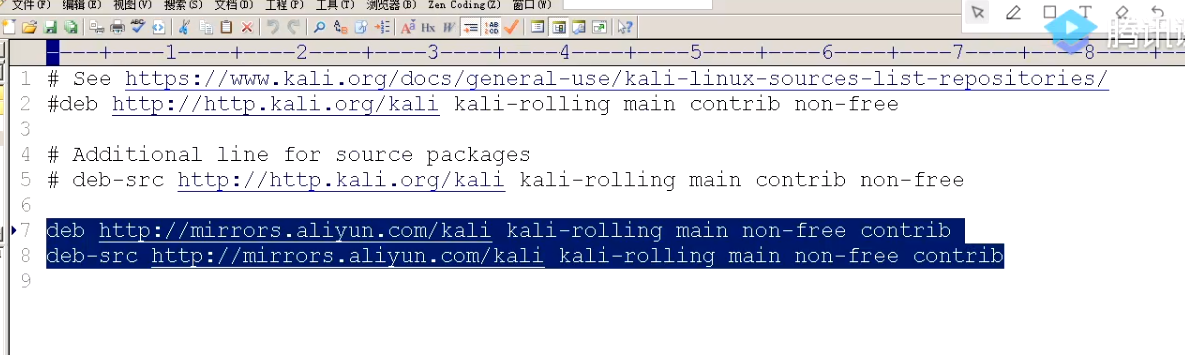 文件(F) 编辑(E) 视图(V) 搜索(S) 文档(D) 工程(P) 工具(T) 浏览器(B) Zen Coding(Z) 窗口(W)
腾讯课
----+----1----+----2----+----3----+----4----+----5----+----6----+----7----+----8----+--
1 # See https://www.kali.org/docs/general-use/kali-linux-sources-list-repositories/
2 #deb http://http.kali.org/kali kali-rolling main contrib non-free
3
4 # Additional line for source packages
5 # deb-src http://http.kali.org/kali kali-rolling main contrib non-free
6
7 deb http://mirrors.aliyun.com/kali kali-rolling main non-free contrib
8 deb-src http://mirrors.aliyun.com/kali kali-rolling main non-free contrib
9